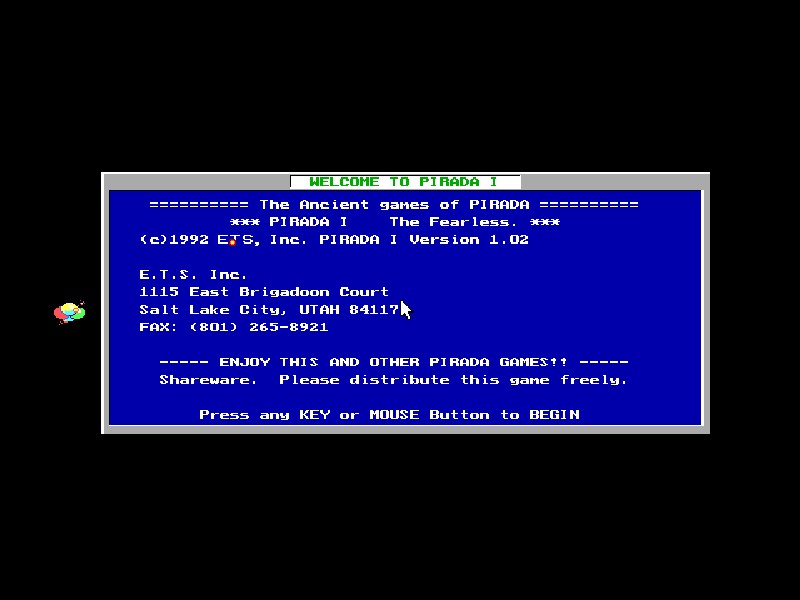 WELCOME TO PIRADA I
========== The Ancient games of PIRADA ==========
*** PIRADA I The Fearless. ***
(c)1992 ETS, Inc. PIRADA I Version 1.02
E.T.S. Inc.
1115 East Brigadoon Court
Salt Lake City, UTAH 84117
FAX: (801) 265-8921
----- ENJOY THIS AND OTHER PIRADA GAMES!! -----
Shareware. Please distribute this game freely.
Press any KEY or MOUSE Button to BEGIN